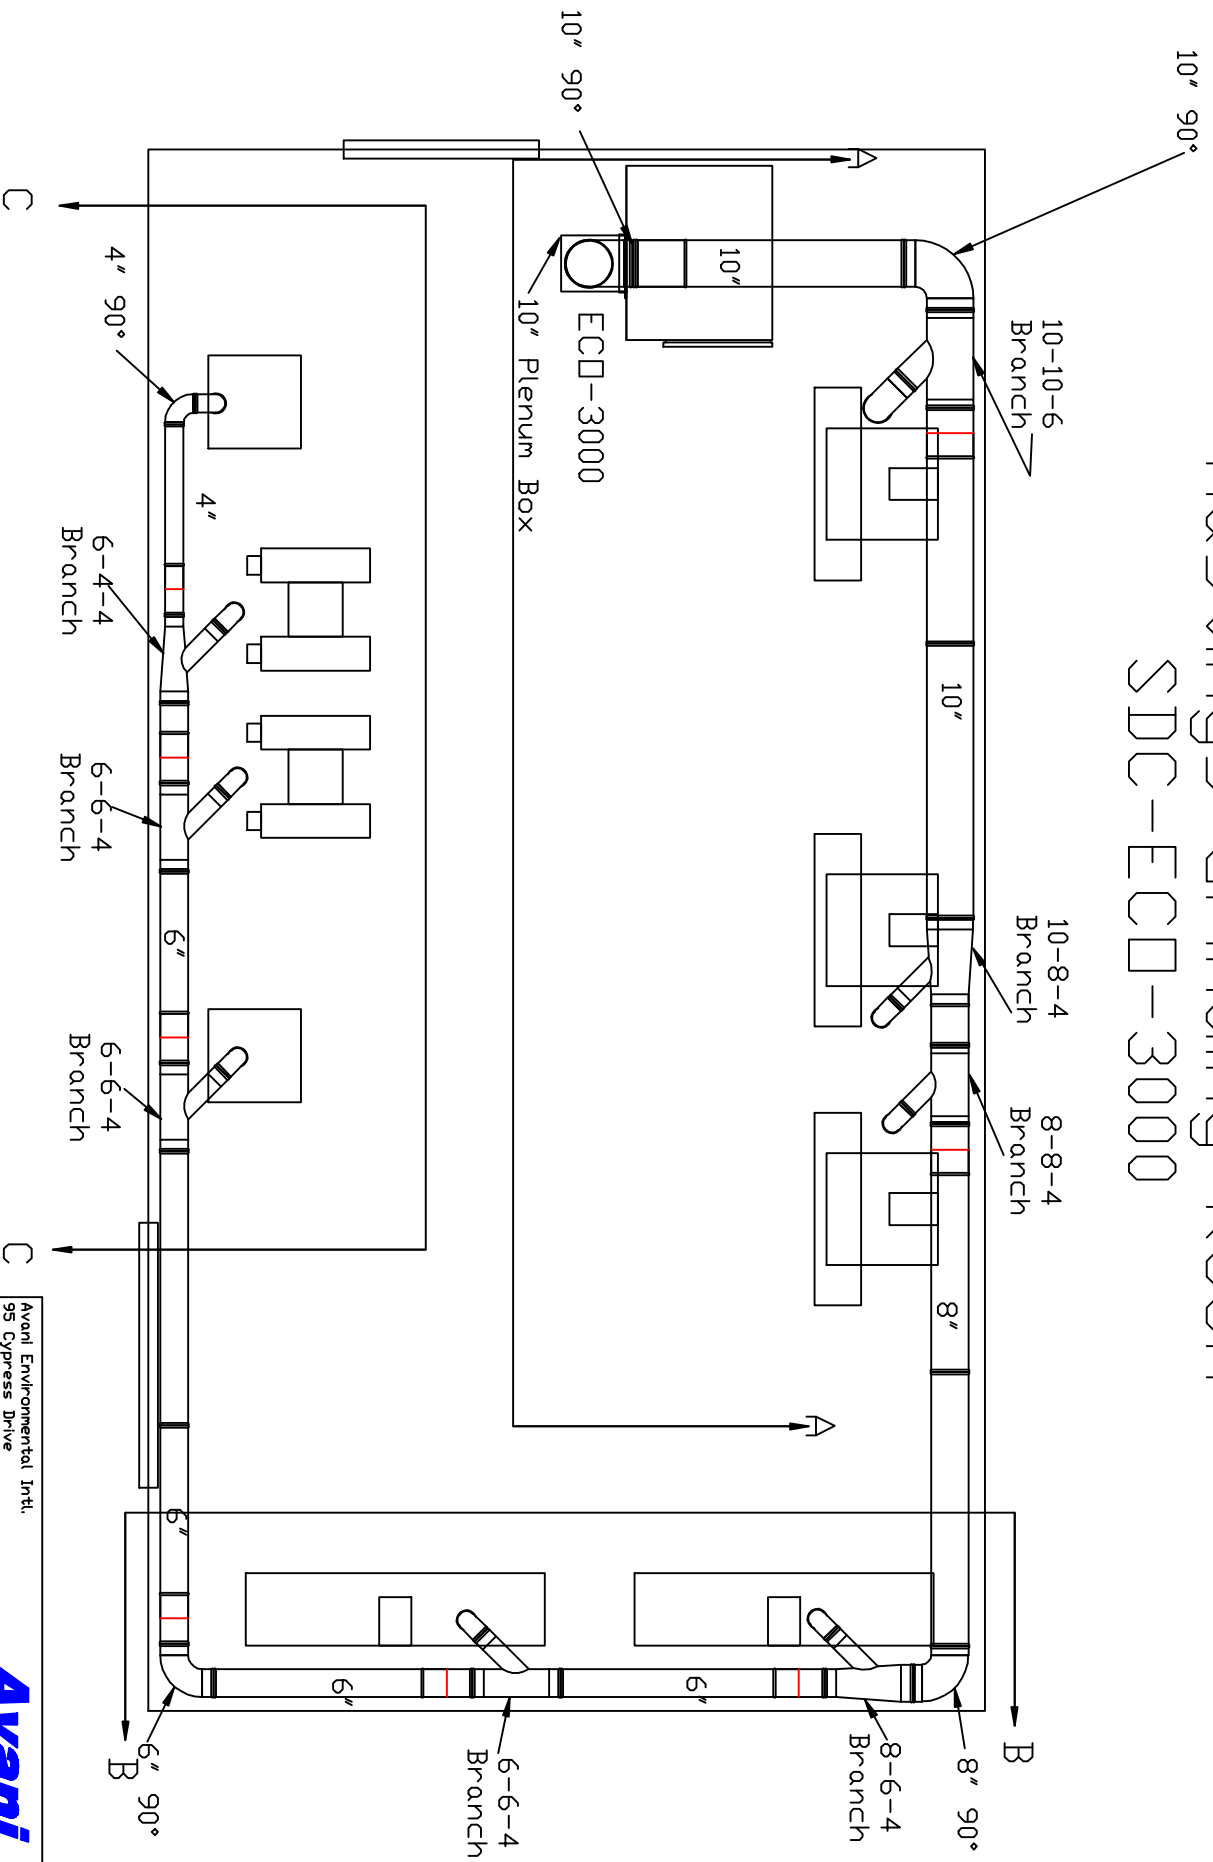 SDC-ECO-3000
10" 90°
10" 90°
10-10-6
Branch
10"
10"
ECO-3000
10" Plenum Box
10-8-4
Branch
8-8-4
Branch
8"
B
8" 90°
8-6-4
Branch
6"
6-6-4
Branch
6"
6" 90°
B
6"
6-6-4
Branch
6"
6-6-4
Branch
6-4-4
Branch
4"
4" 90°
A
A
C
C
Avani Environmental Intl.
95 Cypress Drive
Avani